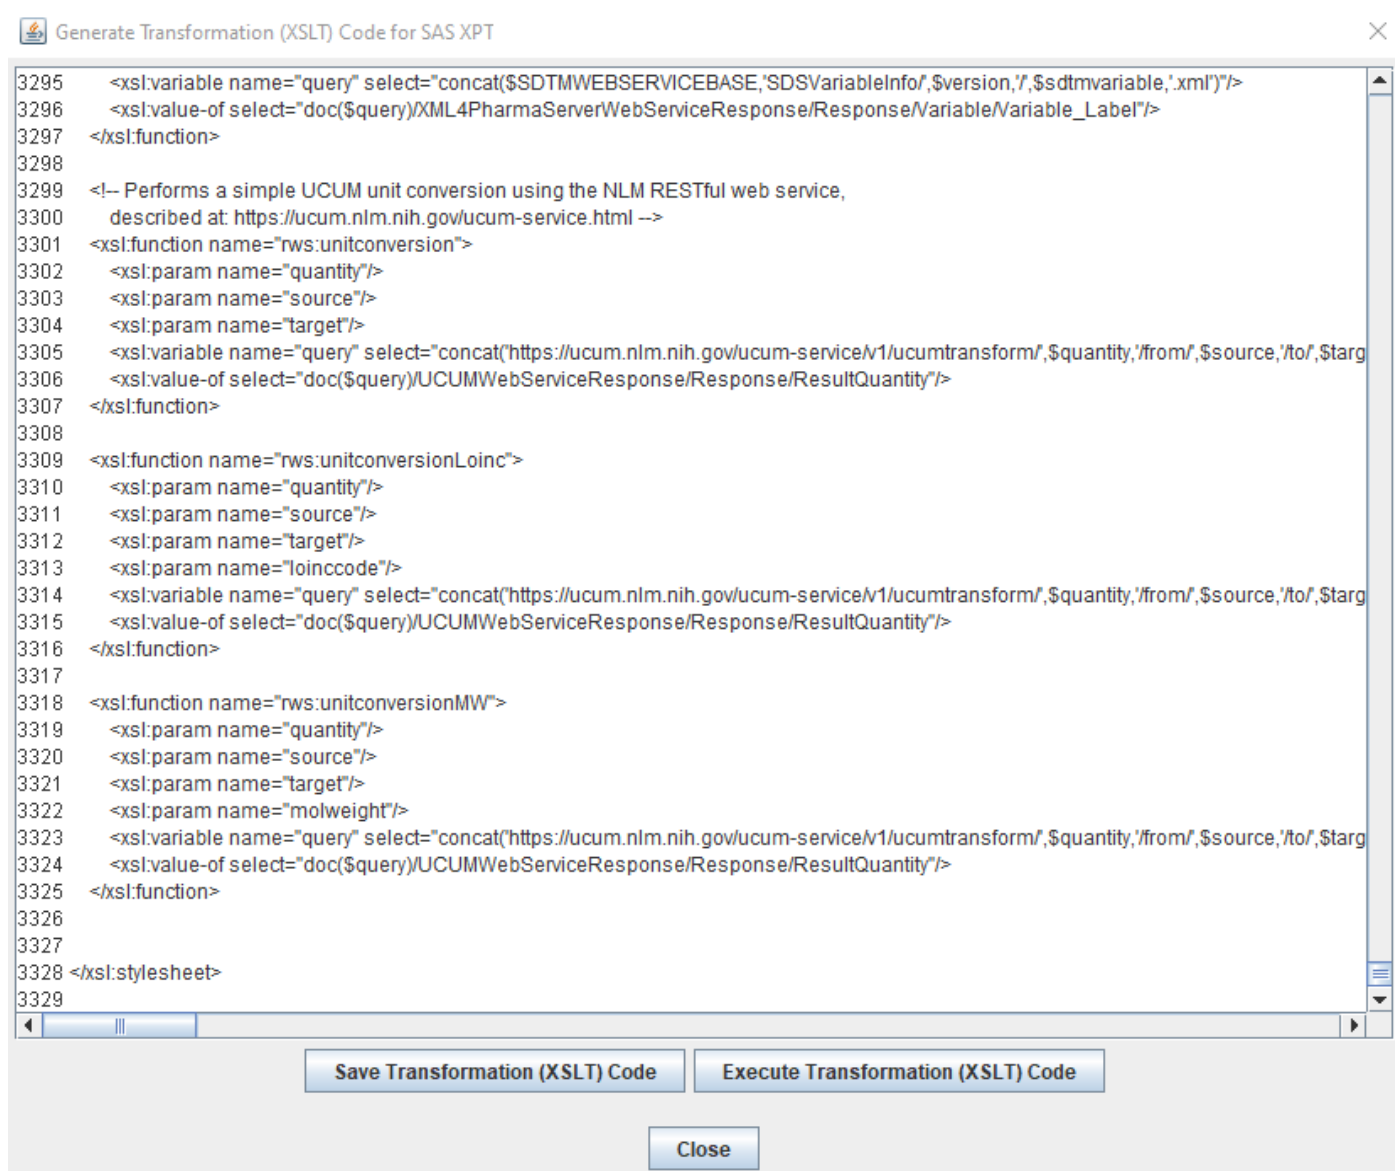 Generate Transformation (XSLT) Code for SAS XPT
3295 <xsl:variable name="query" select="concat($SDTMWEBSERVICEBASE,'SDSVariableInfo/',$version,'/',$sdtmvariable,'.xml')"/>
3296 <xsl:value-of select="doc($query)/XML4PharmaServerWebServiceResponse/Response/Variable/Variable_Label"/>
3297 </xsl:function>
3298
3299 <!-- Performs a simple UCUM unit conversion using the NLM RESTful web service,
3300 described at: https://ucum.nlm.nih.gov/ucum-service.html -->
3301 <xsl:function name="rws:unitconversion">
3302 <xsl:param name="quantity"/>
3303 <xsl:param name="source"/>
3304 <xsl:param name="target"/>
3305 <xsl:variable name="query" select="concat('https://ucum.nlm.nih.gov/ucum-service/v1/ucumtransform/',$quantity,'/from/',$source,'/to/',$targ
3306 <xsl:value-of select="doc($query)/UCUMWebServiceResponse/Response/ResultQuantity"/>
3307 </xsl:function>
3308
3309 <xsl:function name="rws:unitconversionLoinc">
3310 <xsl:param name="quantity"/>
3311 <xsl:param name="source"/>
3312 <xsl:param name="target"/>
3313 <xsl:param name="loinccode"/>
3314 <xsl:variable name="query" select="concat('https://ucum.nlm.nih.gov/ucum-service/v1/ucumtransform/',$quantity,'/from/',$source,'/to/',$targ
3315 <xsl:value-of select="doc($query)/UCUMWebServiceResponse/Response/ResultQuantity"/>
3316 </xsl:function>
3317
3318 <xsl:function name="rws:unitconversionMW">
3319 <xsl:param name="quantity"/>
3320 <xsl:param name="source"/>
3321 <xsl:param name="target"/>
3322 <xsl:param name="molweight"/>
3323 <xsl:variable name="query" select="concat('https://ucum.nlm.nih.gov/ucum-service/v1/ucumtransform/',$quantity,'/from/',$source,'/to/',$targ
3324 <xsl:value-of select="doc($query)/UCUMWebServiceResponse/Response/ResultQuantity"/>
3325 </xsl:function>
3326
3327
3328 </xsl:stylesheet>
3329
Save Transformation (XSLT) Code
Execute Transformation (XSLT) Code
Close